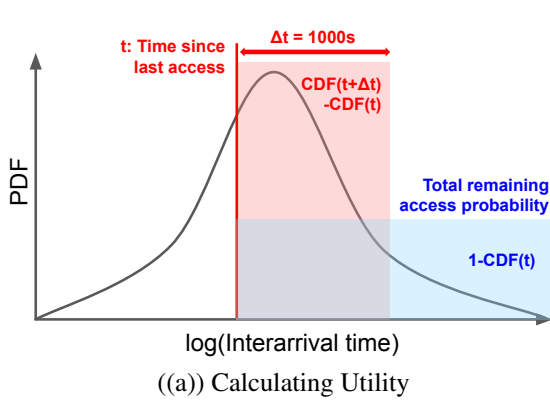 t: Time since
last access
Δt = 1000s
CDF(t+Δt)
-CDF(t)
PDF
Total remaining
access probability
1-CDF(t)
log(Interarrival time)
((a)) Calculating Utility